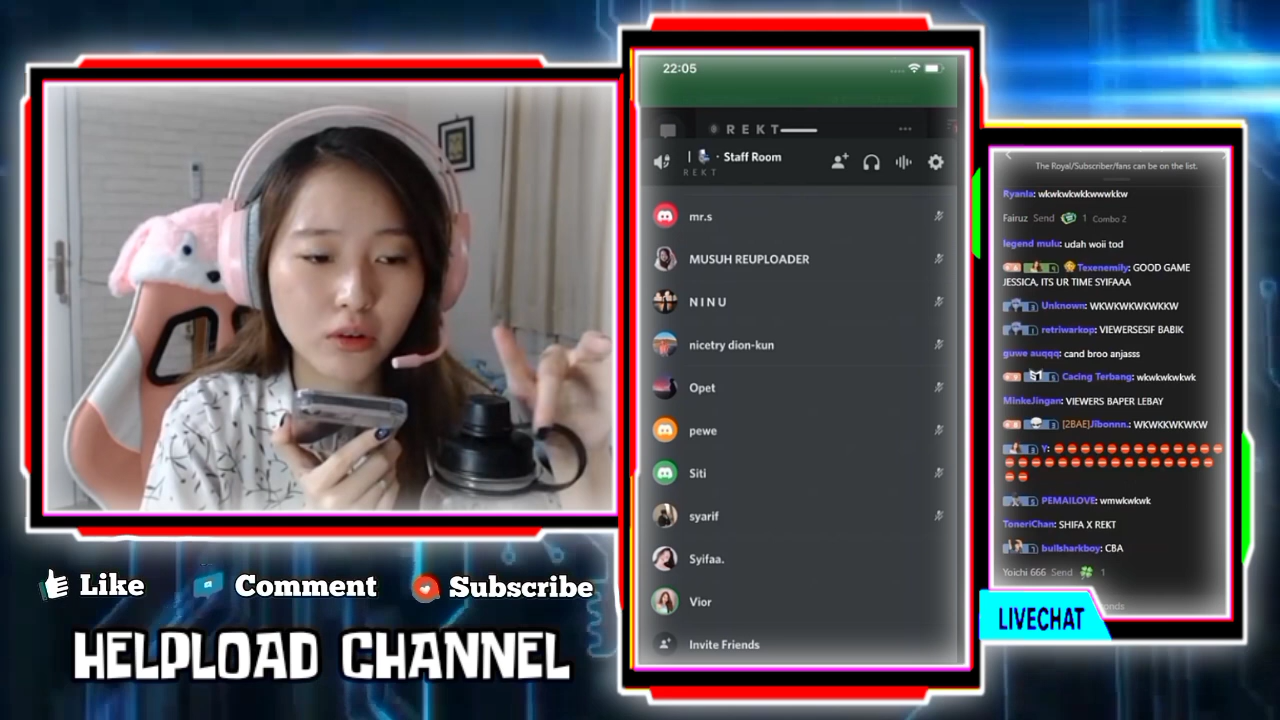 22:05
REKT
| · Staff Room
REKT
mr.s
MUSUH REUPLOADER
NINU
nicetry dion-kun
Opet
pewe
Siti
syarif
Syifaa.
Vior
Invite Friends
The Royal/Subscriber/fans can be on the list.
Ryanla: wkwkwkwkkwwwkkw
Fairuz Send 1 Combo 2
legend mulu: udah woii tod
Texenemily: GOOD GAME
JESSICA, ITS UR TIME SYIFAAA
Unknown: WKWKWKWKWKKW
retriwarkop: VIEWERSESIF BABIK
guwe auqqq: cand broo anjasss
Cacing Terbang: wkwkwkwkwk
MinkeJingan: VIEWERS BAPER LEBAY
[2BAE]Jibonnn.: WKWKKWKWKW
Y:
PEMAILOVE: wmwkwkwk
ToneriChan: SHIFA X REKT
bullsharkboy: CBA
Yoichi 666 Send 1
LIVECHAT
Like
Comment
Subscribe
HELPLOAD CHANNEL